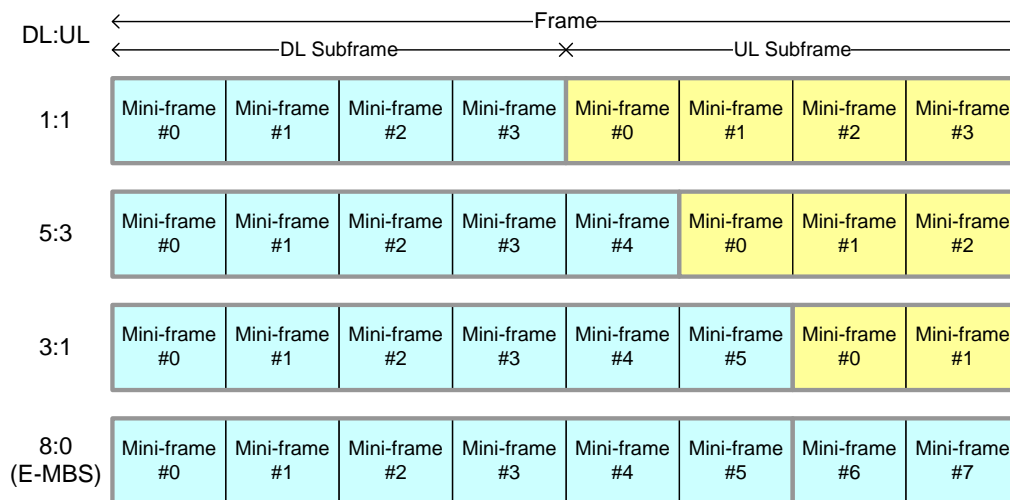 Frame
DL:UL
DL Subframe
UL Subframe
1:1
Mini-frame #0
Mini-frame #1
Mini-frame #2
Mini-frame #3
Mini-frame #0
Mini-frame #1
Mini-frame #2
Mini-frame #3
5:3
Mini-frame #0
Mini-frame #1
Mini-frame #2
Mini-frame #3
Mini-frame #4
Mini-frame #0
Mini-frame #1
Mini-frame #2
3:1
Mini-frame #0
Mini-frame #1
Mini-frame #2
Mini-frame #3
Mini-frame #4
Mini-frame #5
Mini-frame #0
Mini-frame #1
8:0
(E-MBS)
Mini-frame #0
Mini-frame #1
Mini-frame #2
Mini-frame #3
Mini-frame #4
Mini-frame #5
Mini-frame #6
Mini-frame #7